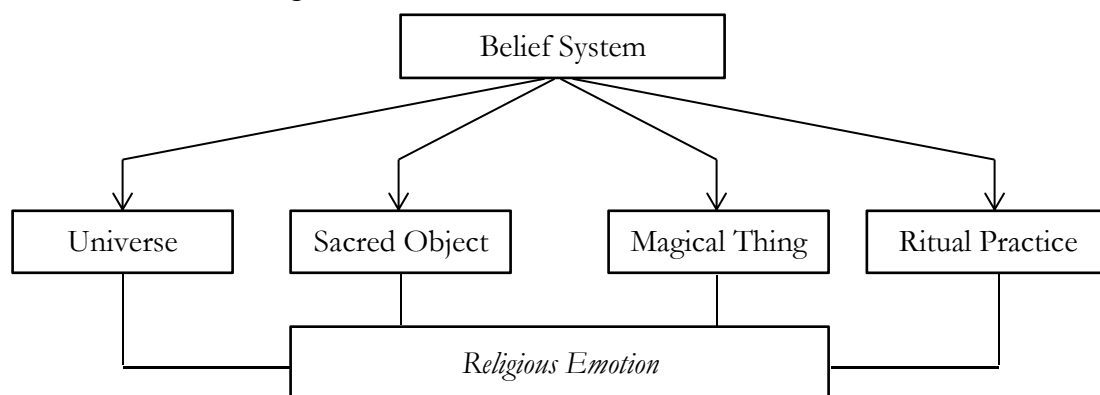 Belief System
Universe
Sacred Object
Magical Thing
Ritual Practice
Religious Emotion